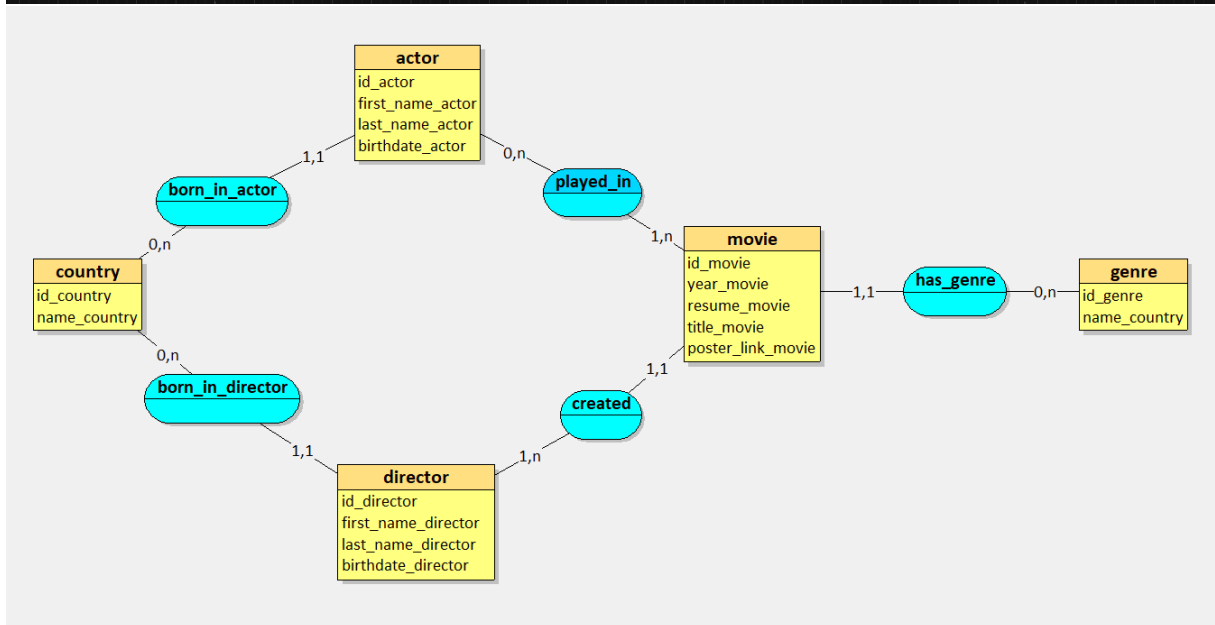 actor
id_actor
first_name_actor
last_name_actor
birthdate_actor
1,1
0,n
born_in_actor
played_in
0,n
1,n
country
id_country
name_country
movie
id_movie
year_movie
resume_movie
title_movie
poster_link_movie
1,1
has_genre
0,n
genre
id_genre
name_country
0,n
born_in_director
1,1
created
1,1
1,n
director
id_director
first_name_director
last_name_director
birthdate_director